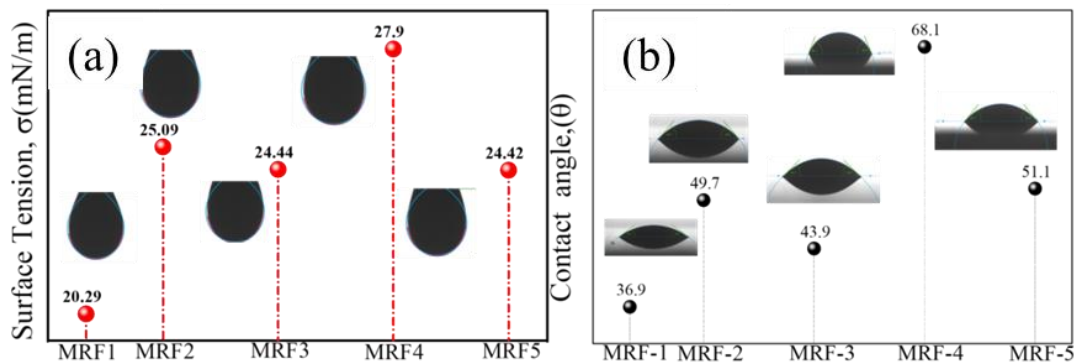 (a)
Surface Tension, σ(mN/m)
27.9
25.09
24.44
24.42
20.29
MRF1 MRF2 MRF3 MRF4 MRF5
(b)
Contact angle,(θ)
68.1
49.7
51.1
43.9
36.9
MRF-1 MRF-2 MRF-3 MRF-4 MRF-5